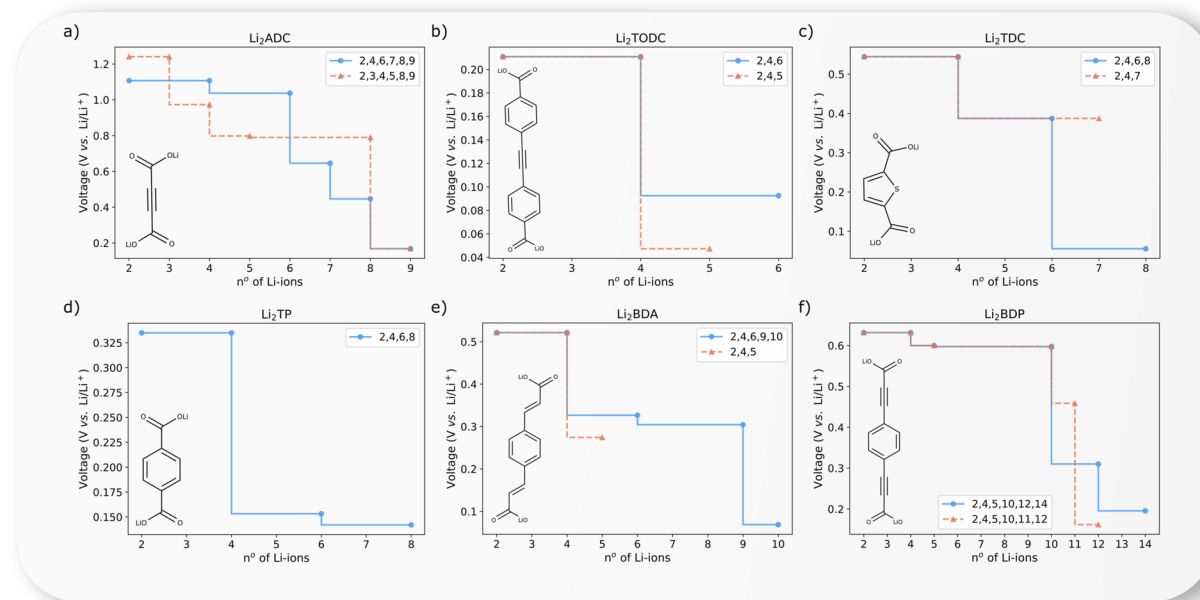 a)
Li₂ADC
2,4,6,7,8,9
2,3,4,5,8,9
Voltage (V vs. Li/Li⁺)
1.2
1.0
0.8
0.6
0.4
0.2
O
OLi
LiO
O
2 3 4 5 6 7 8 9
nº of Li-ions
b)
Li₂TODC
2,4,6
2,4,5
Voltage (V vs. Li/Li⁺)
0.20
0.18
0.16
0.14
0.12
0.10
0.08
0.06
0.04
LiO
O
O
OLi
2 3 4 5 6
nº of Li-ions
c)
Li₂TDC
2,4,6,8
2,4,7
Voltage (V vs. Li/Li⁺)
0.5
0.4
0.3
0.2
0.1
O
OLi
S
LiO
O
2 3 4 5 6 7 8
nº of Li-ions
d)
Li₂TP
2,4,6,8
Voltage (V vs. Li/Li⁺)
0.325
0.300
0.275
0.250
0.225
0.200
0.175
0.150
O
OLi
LiO
O
2 3 4 5 6 7 8
nº of Li-ions
e)
Li₂BDA
2,4,6,9,10
2,4,5
Voltage (V vs. Li/Li⁺)
0.5
0.4
0.3
0.2
0.1
LiO
O
O
LiO
2 3 4 5 6 7 8 9 10
nº of Li-ions
f)
Li₂BDP
Voltage (V vs. Li/Li⁺)
0.6
0.5
0.4
0.3
0.2
LiO
O
O
LiO
2,4,5,10,12,14
2,4,5,10,11,12
2 3 4 5 6 7 8 9 10 11 12 13 14
nº of Li-ions